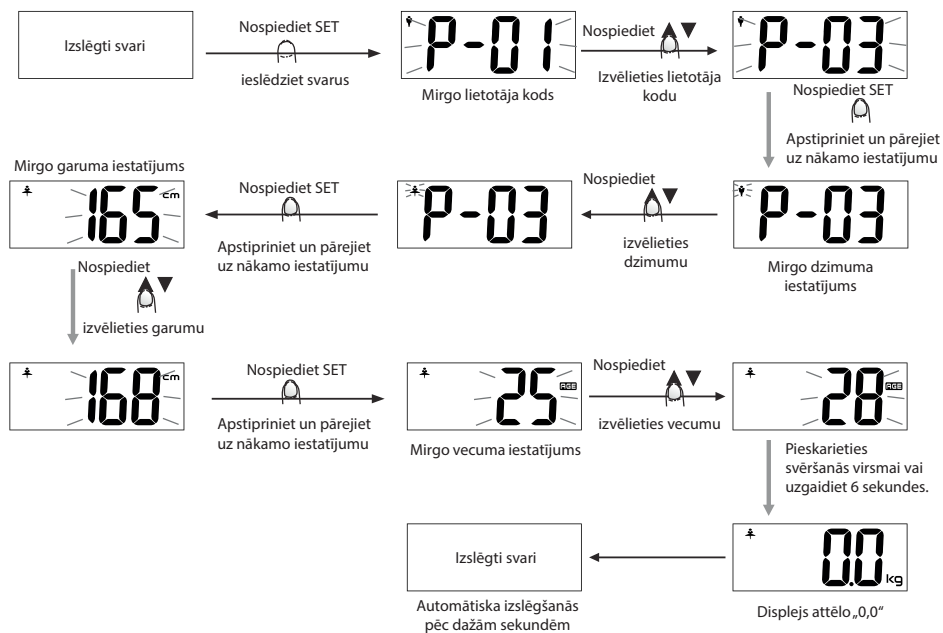 Izslēgti svari
Nospiediet SET
ieslēdziet svarus
P-01
Mirgo lietotāja kods
Nospiediet
Izvēlieties lietotāja
kodu
P-03
Nospiediet SET
Apstipriniet un pārejiet
uz nākamo iestatījumu
P-03
Mirgo dzimuma
iestatījums
Nospiediet
izvēlieties
dzimumu
P-03
Nospiediet SET
Apstipriniet un pārejiet
uz nākamo iestatījumu
Mirgo garuma iestatījums
165 cm
Nospiediet
izvēlieties garumu
168 cm
Nospiediet SET
Apstipriniet un pārejiet
uz nākamo iestatījumu
25 AGE
Mirgo vecuma iestatījums
Nospiediet
izvēlieties vecumu
28 AGE
Pieskarieties
svēršanās virsmai vai
uzgaidiet 6 sekundes.
0.0 kg
Displejs attēlo „0,0“
Izslēgti svari
Automātiska izslēgšanās
pēc dažām sekundēm